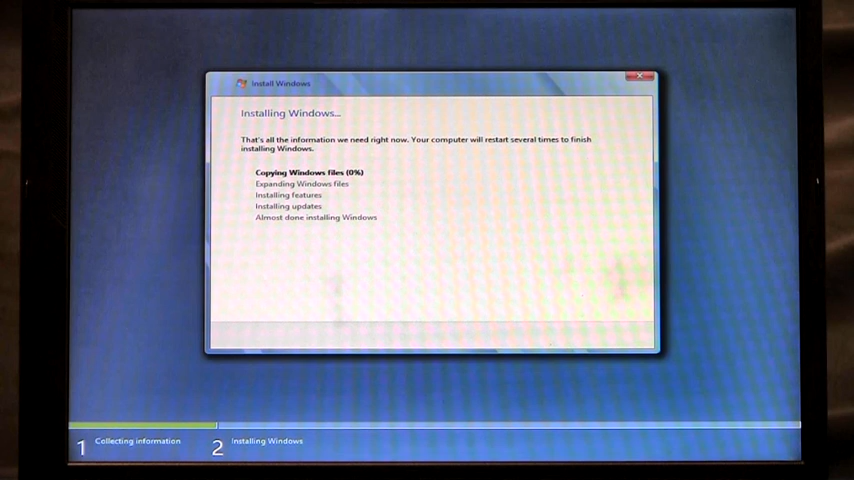 Install Windows
Installing Windows...
That's all the information we need right now. Your computer will restart several times to finish
installing Windows.
Copying Windows files (0%)
Expanding Windows files
Installing features
Installing updates
Almost done installing Windows
1 Collecting information 2 Installing Windows